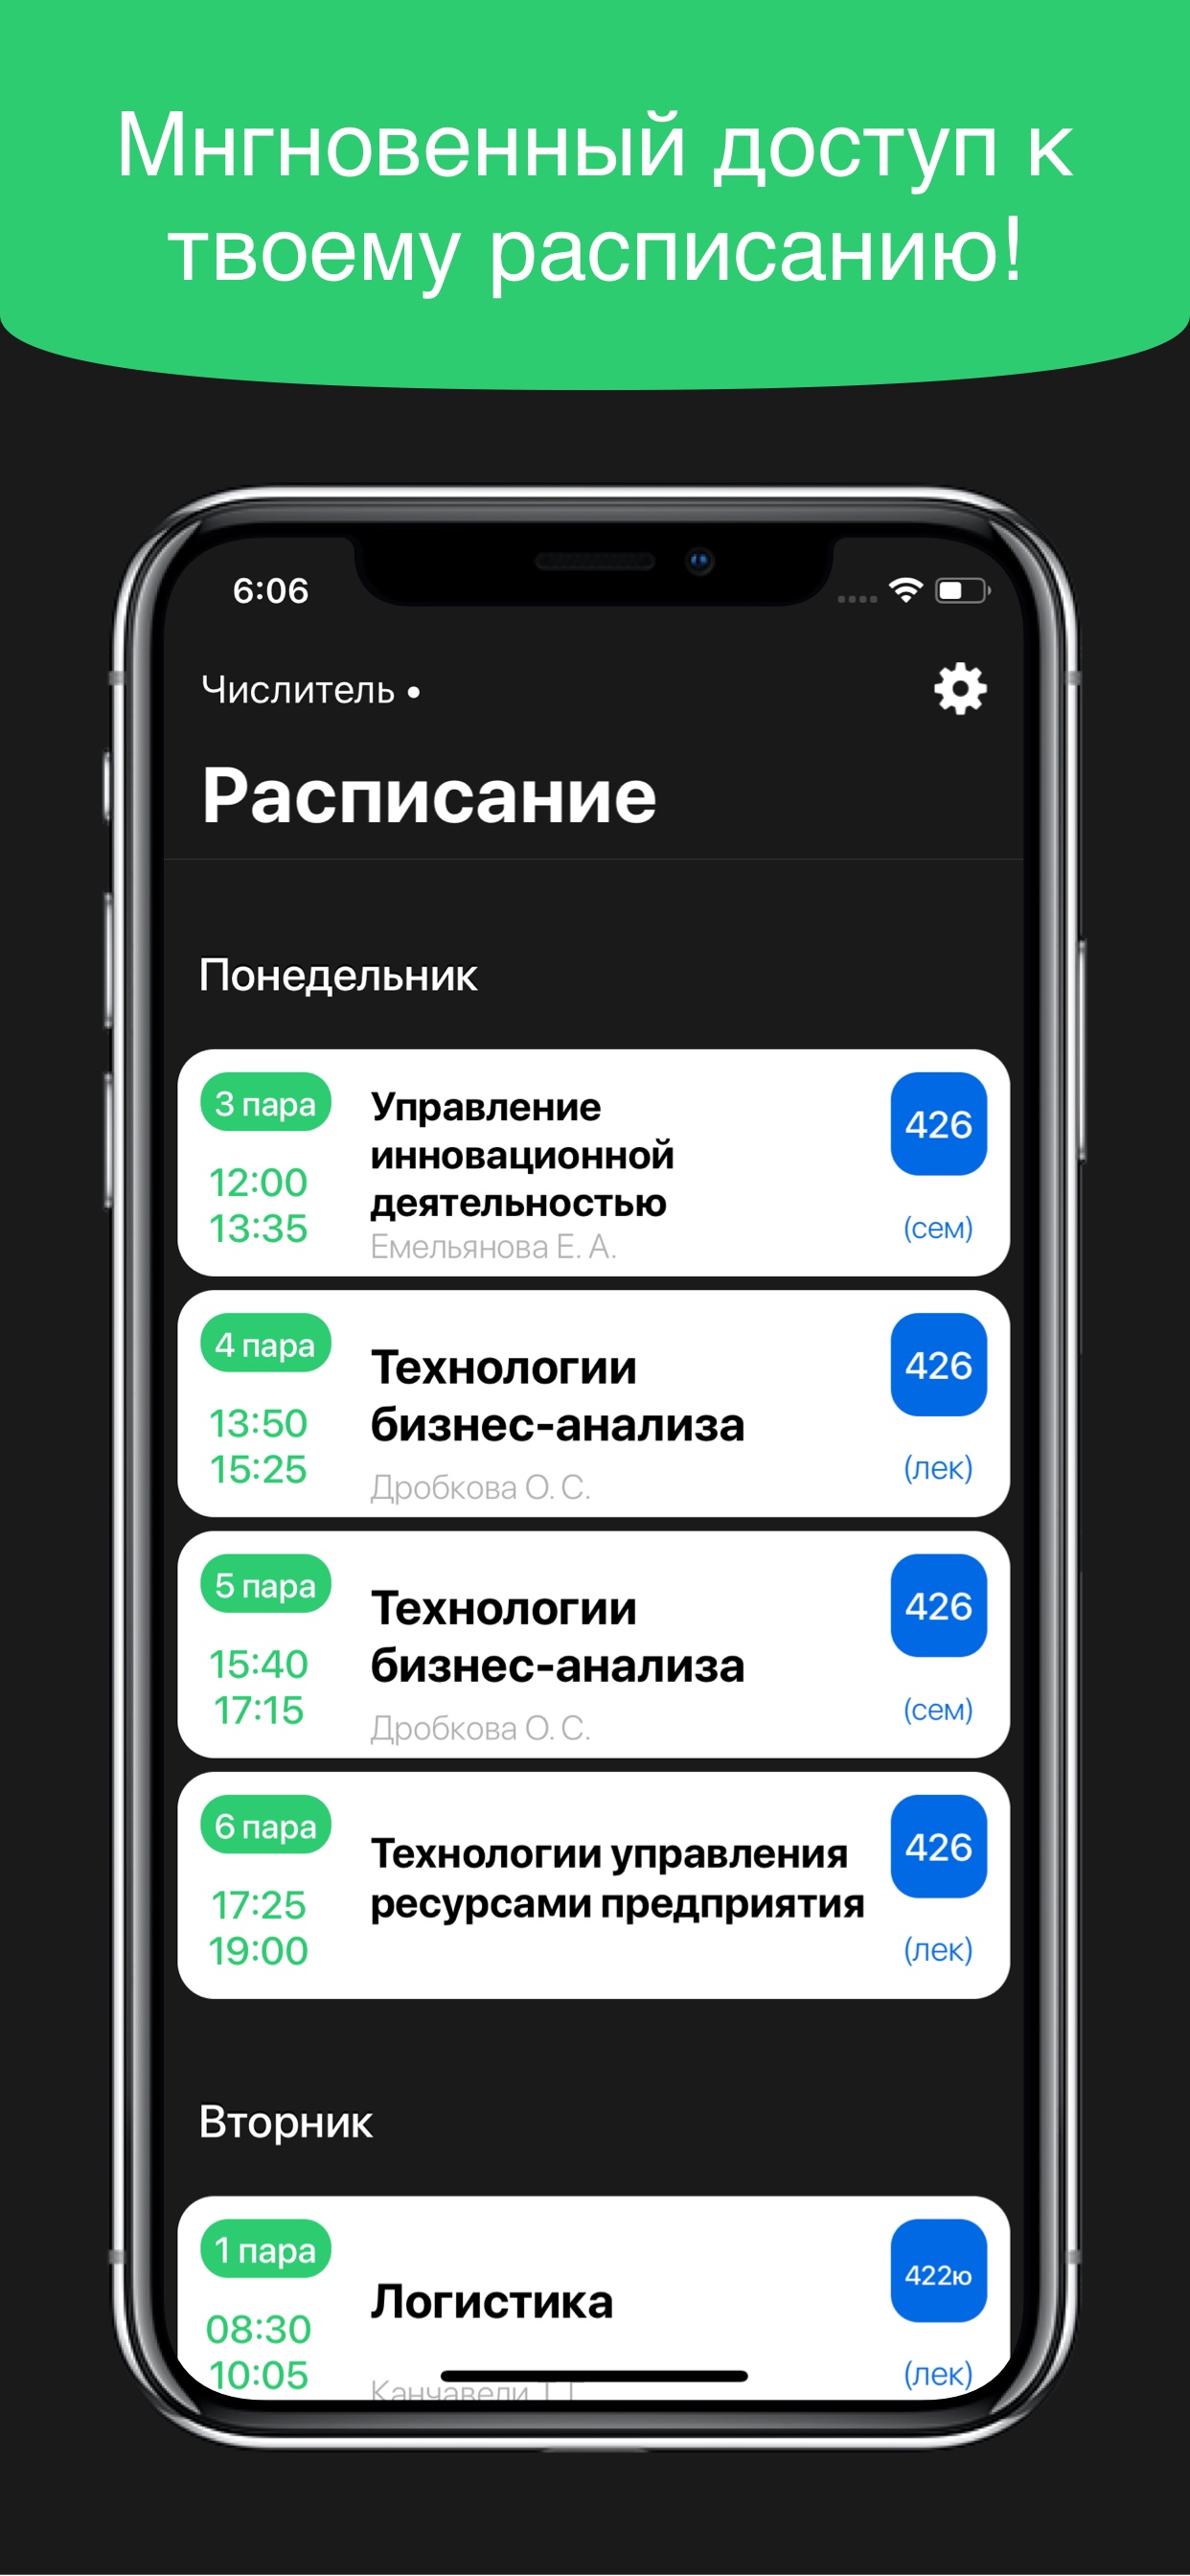 Мнгновенный доступ к
твоему расписанию!
6:06
Числитель •
Расписание
Понедельник
3 пара
12:00
13:35
Управление
инновационной
деятельностью
Емельянова Е. А.
426
(сем)
4 пара
13:50
15:25
Технологии
бизнес-анализа
Дробкова О. С.
426
(лек)
5 пара
15:40
17:15
Технологии
бизнес-анализа
Дробкова О. С.
426
(сем)
6 пара
17:25
19:00
Технологии управления
ресурсами предприятия
426
(лек)
Вторник
1 пара
08:30
10:05
Логистика
Канчавели
422ю
(лек)